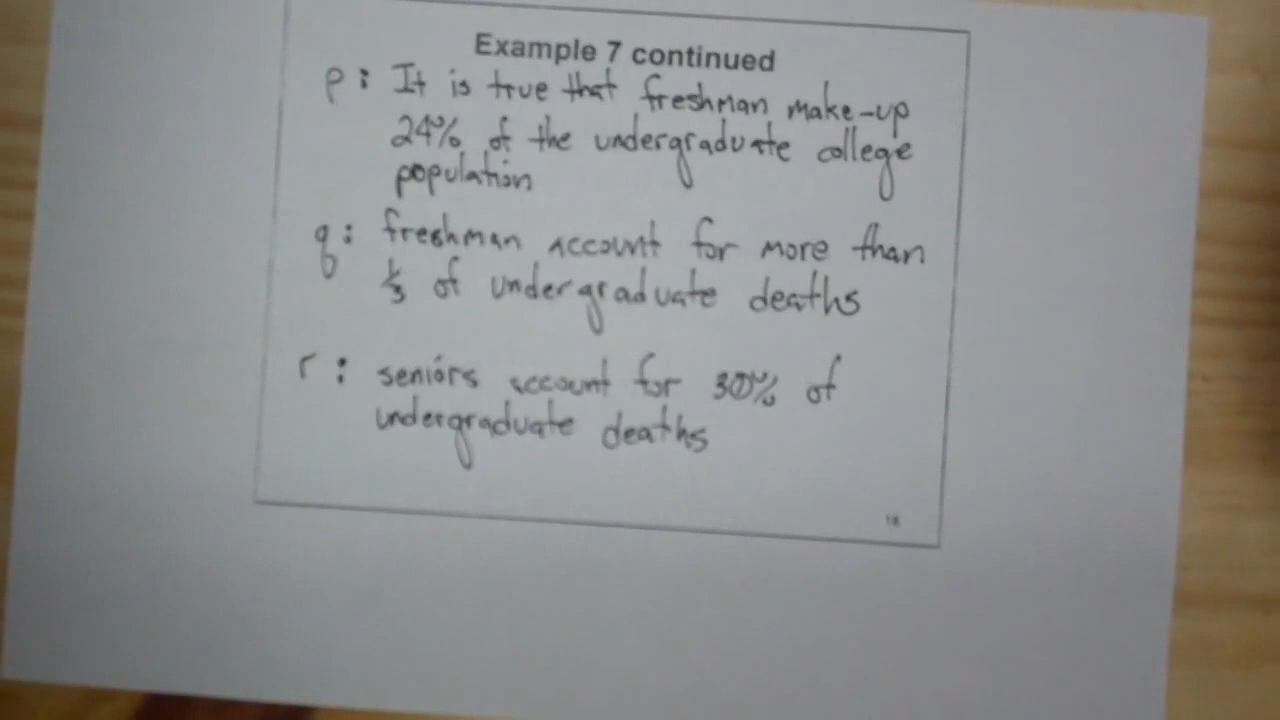 Example 7 continued
p: It is true that freshman make-up
24% of the undergraduate college
population
q: freshman account for more than
1/3 of undergraduate deaths
r: seniors account for 30% of
undergraduate deaths